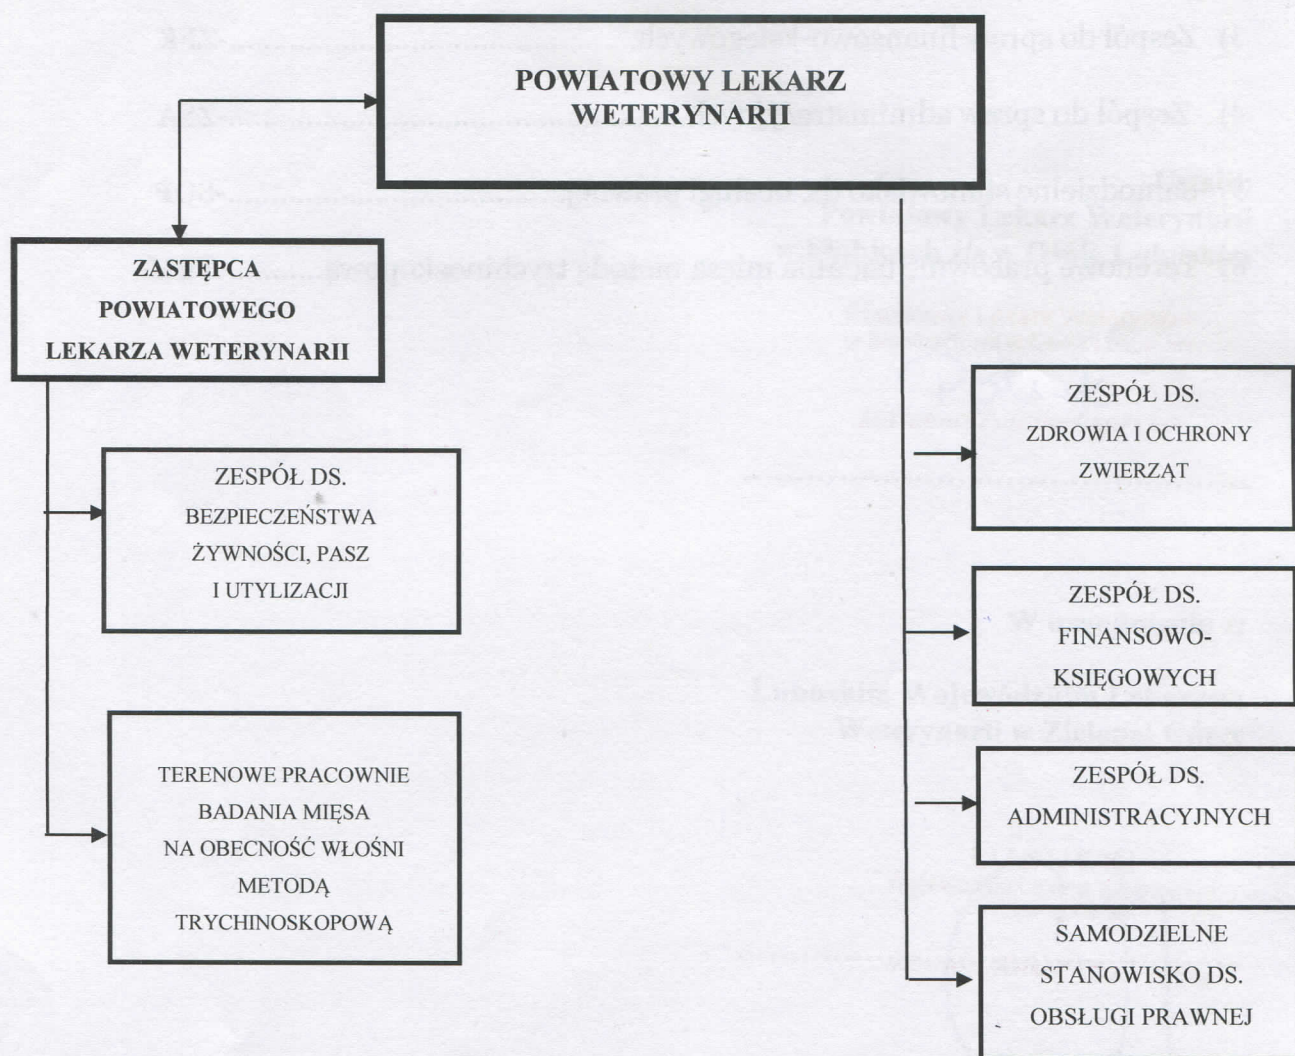 POWIATOWY LEKARZ
WETERYNARII
ZASTĘPCA
POWIATOWEGO
LEKARZA WETERYNARII
ZESPÓŁ DS.
BEZPIECZEŃSTWA
ŻYWNOŚCI, PASZ
I UTYLIZACJI
TERENOWE PRACOWNIE
BADANIA MIĘSA
NA OBECNOŚĆ WŁOŚNI
METODĄ
TRYCHINOSKOPOWĄ
ZESPÓŁ DS.
ZDROWIA I OCHRONY
ZWIERZĄT
ZESPÓŁ DS.
FINANSOWO-
KSIĘGOWYCH
ZESPÓŁ DS.
ADMINISTRACYJNYCH
SAMODZIELNE
STANOWISKO DS.
OBSŁUGI PRAWNEJ